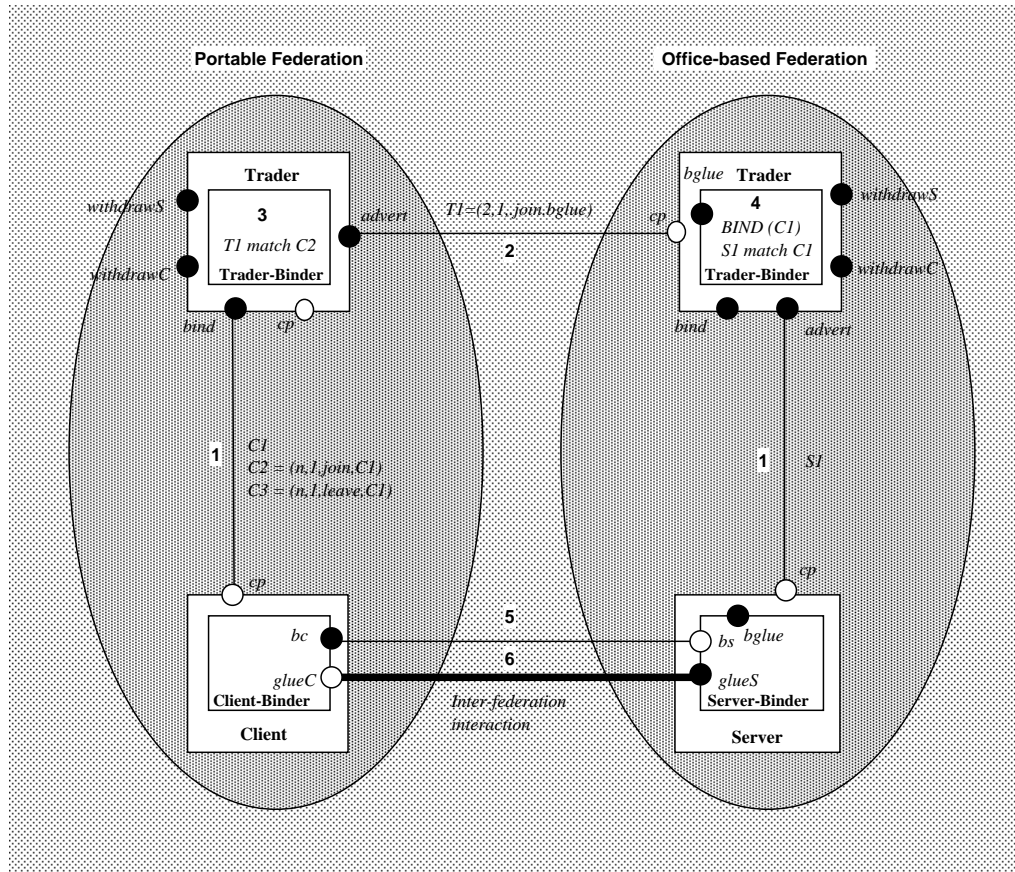 Portable Federation
Office-based Federation
Trader
withdrawS
3
advert
T1 match C2
withdrawC
Trader-Binder
bind
cp
T1=(2,1,.join,bglue)
2
bglue
Trader
cp
4
withdrawS
BIND (C1)
S1 match C1
Trader-Binder
withdrawC
bind
advert
1
C1
C2 = (n,1,join,C1)
C3 = (n,1,leave,C1)
1
S1
cp
cp
bc
5
bs
bglue
6
glueC
glueS
Client-Binder
Inter-federation
interaction
Server-Binder
Client
Server